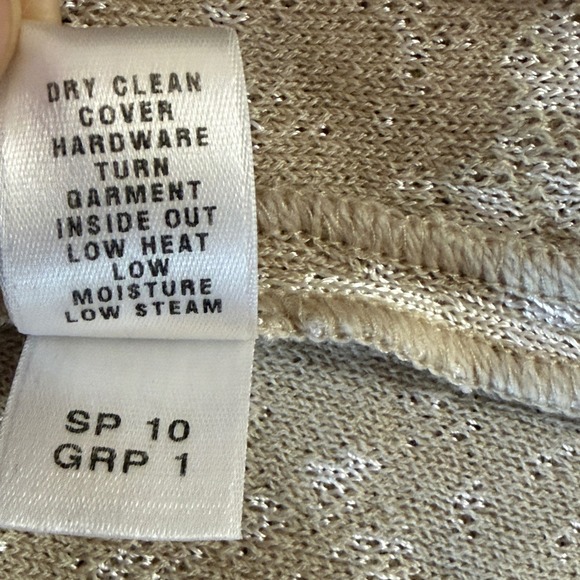 DRY CLEAN
COVER
HARDWARE
TURN
GARMENT
INSIDE OUT
LOW HEAT
LOW
MOISTURE
LOW STEAM
SP 10
GRP 1